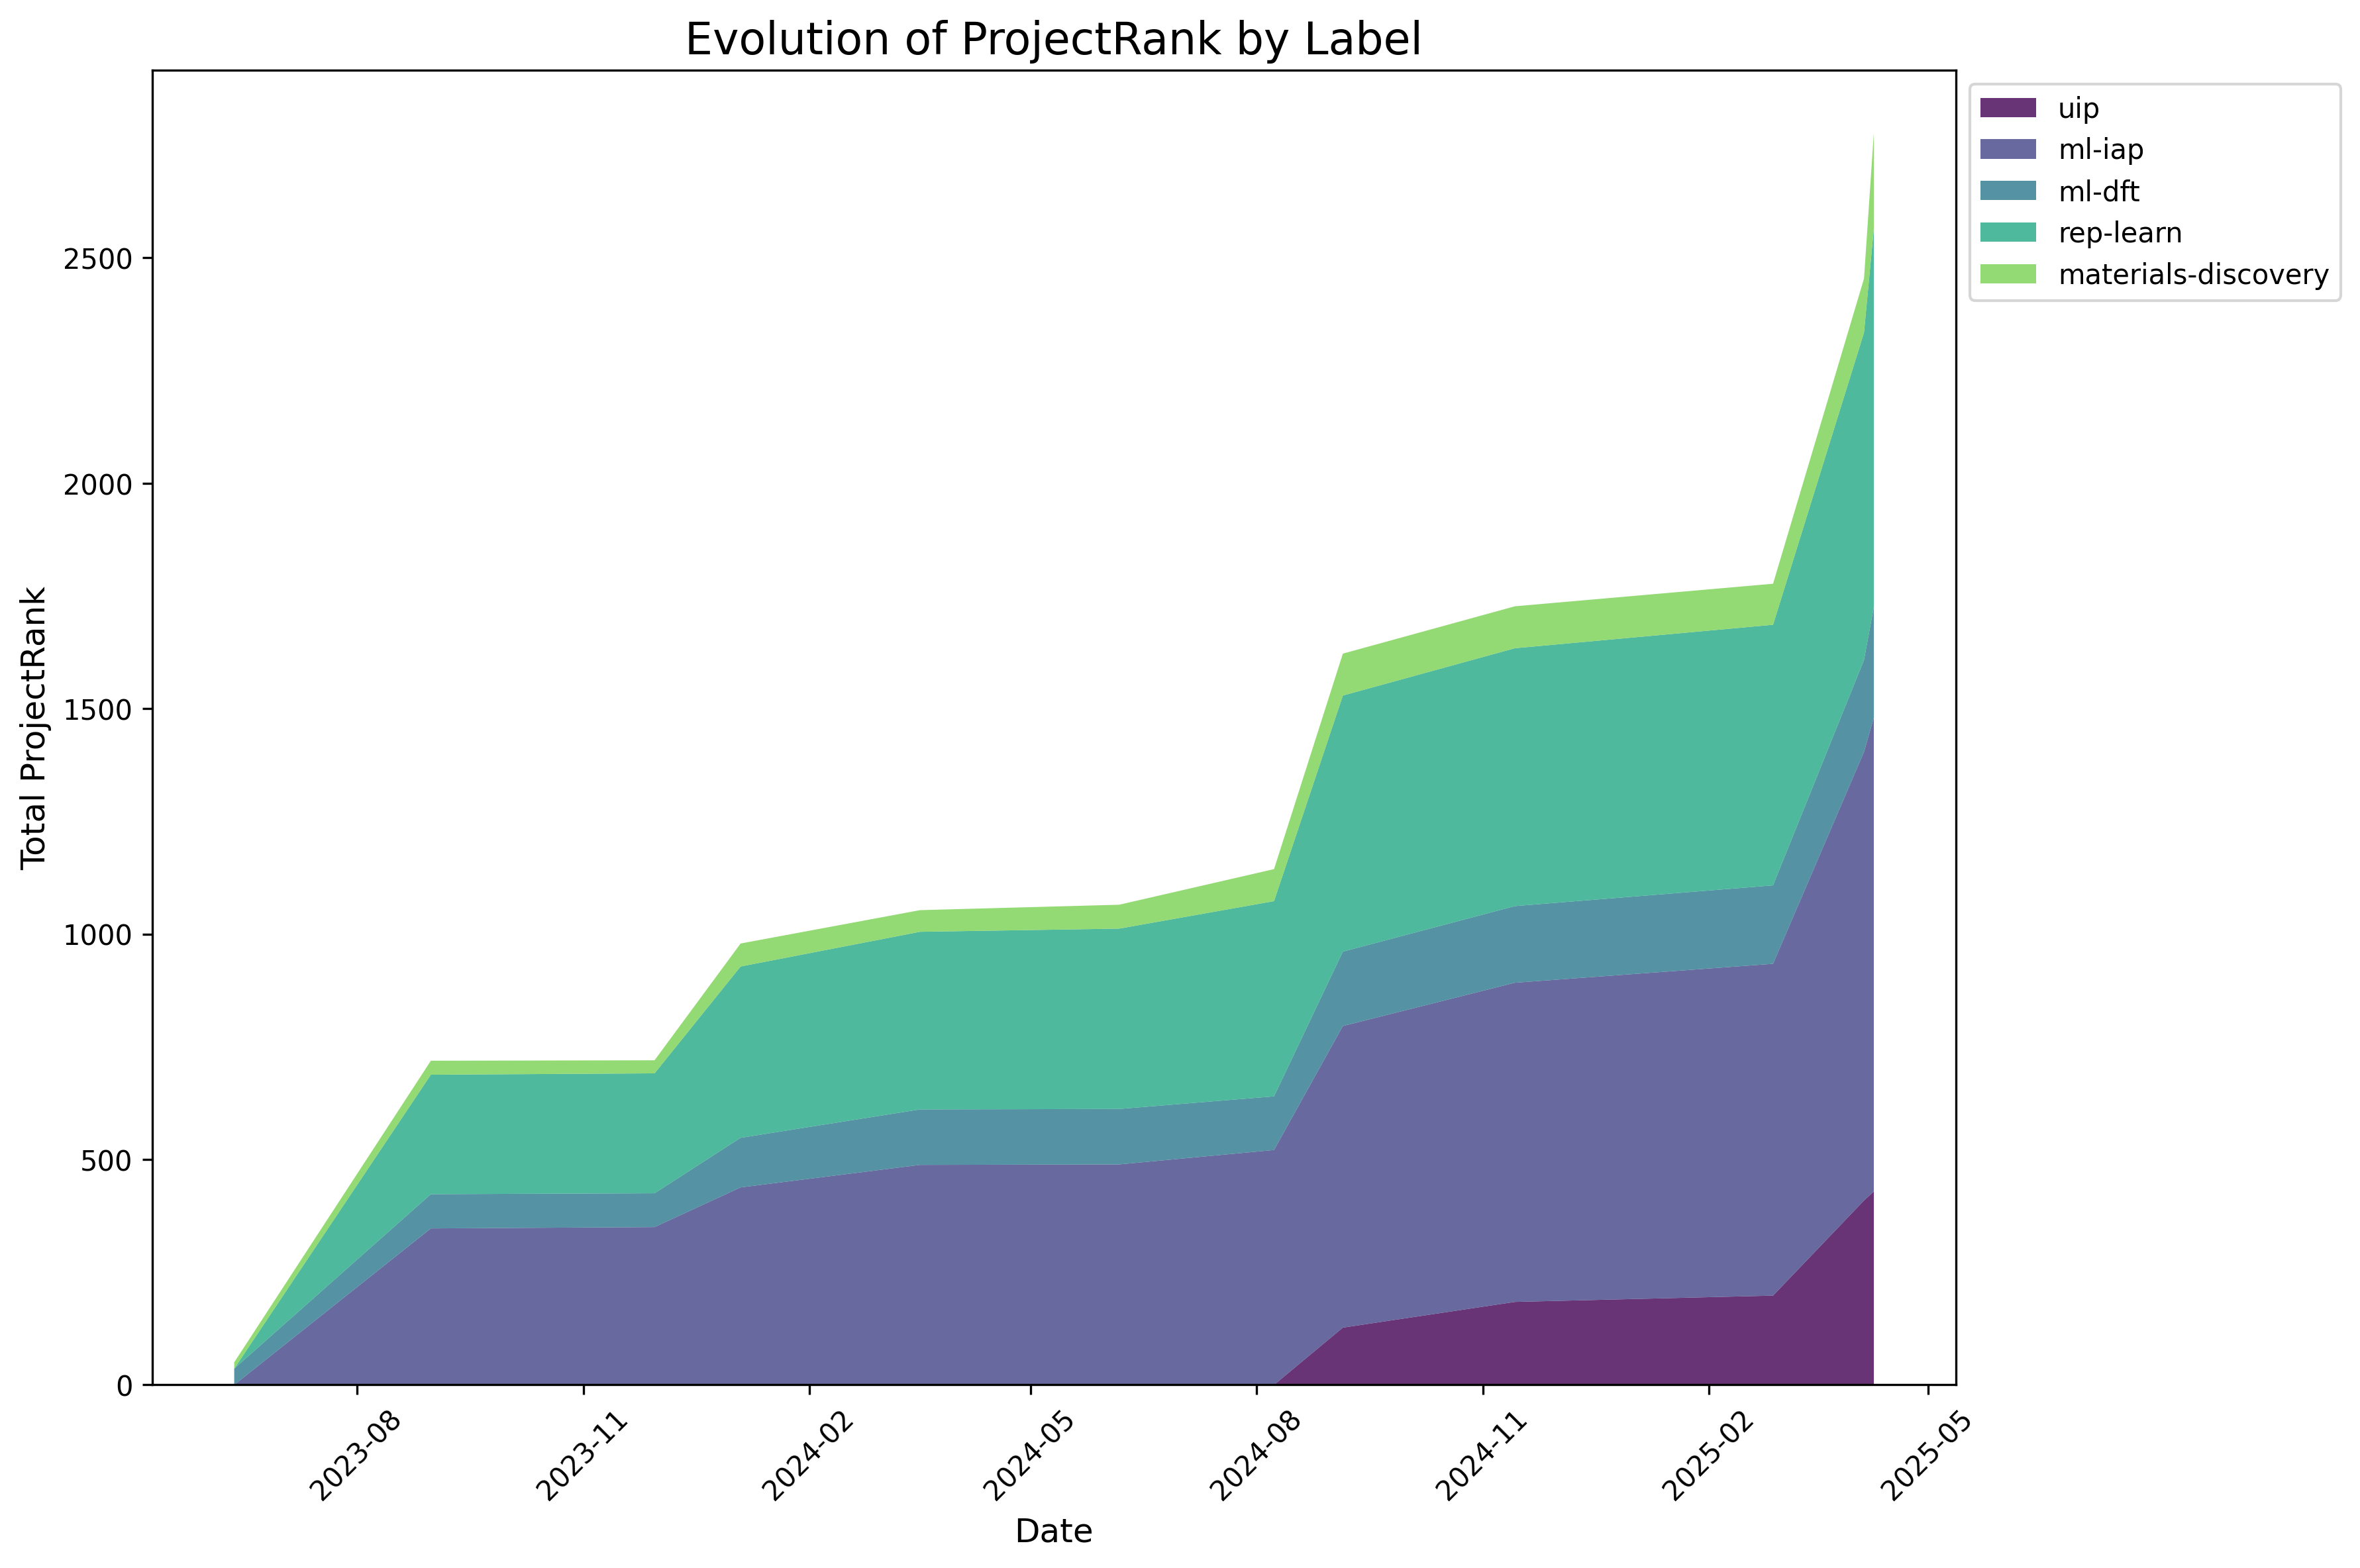 Evolution of ProjectRank by Label
uip
ml-iap
ml-dft
rep-learn
materials-discovery
Total ProjectRank
2500
2000
1500
1000
500
0
2023-08
2023-11
2024-02
2024-05
2024-08
2024-11
2025-02
2025-05
Date